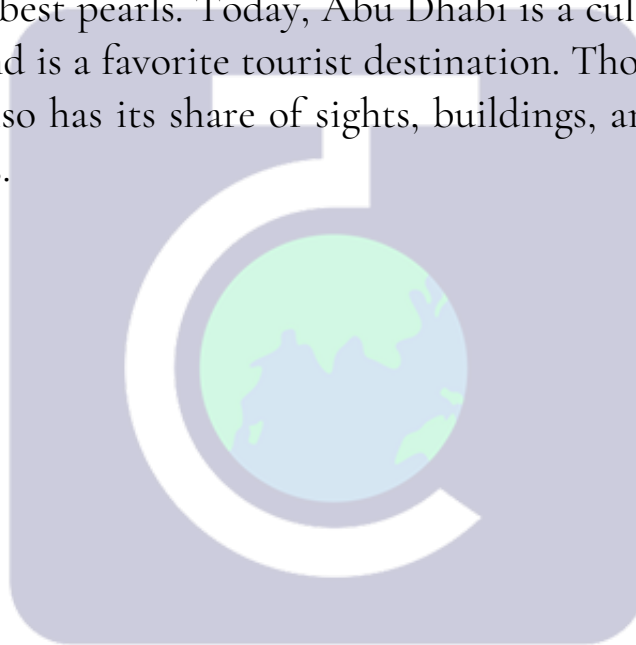 best pearls. Today, Abu Dhabi is a cul
d is a favorite tourist destination. Tho
so has its share of sights, buildings, a
.